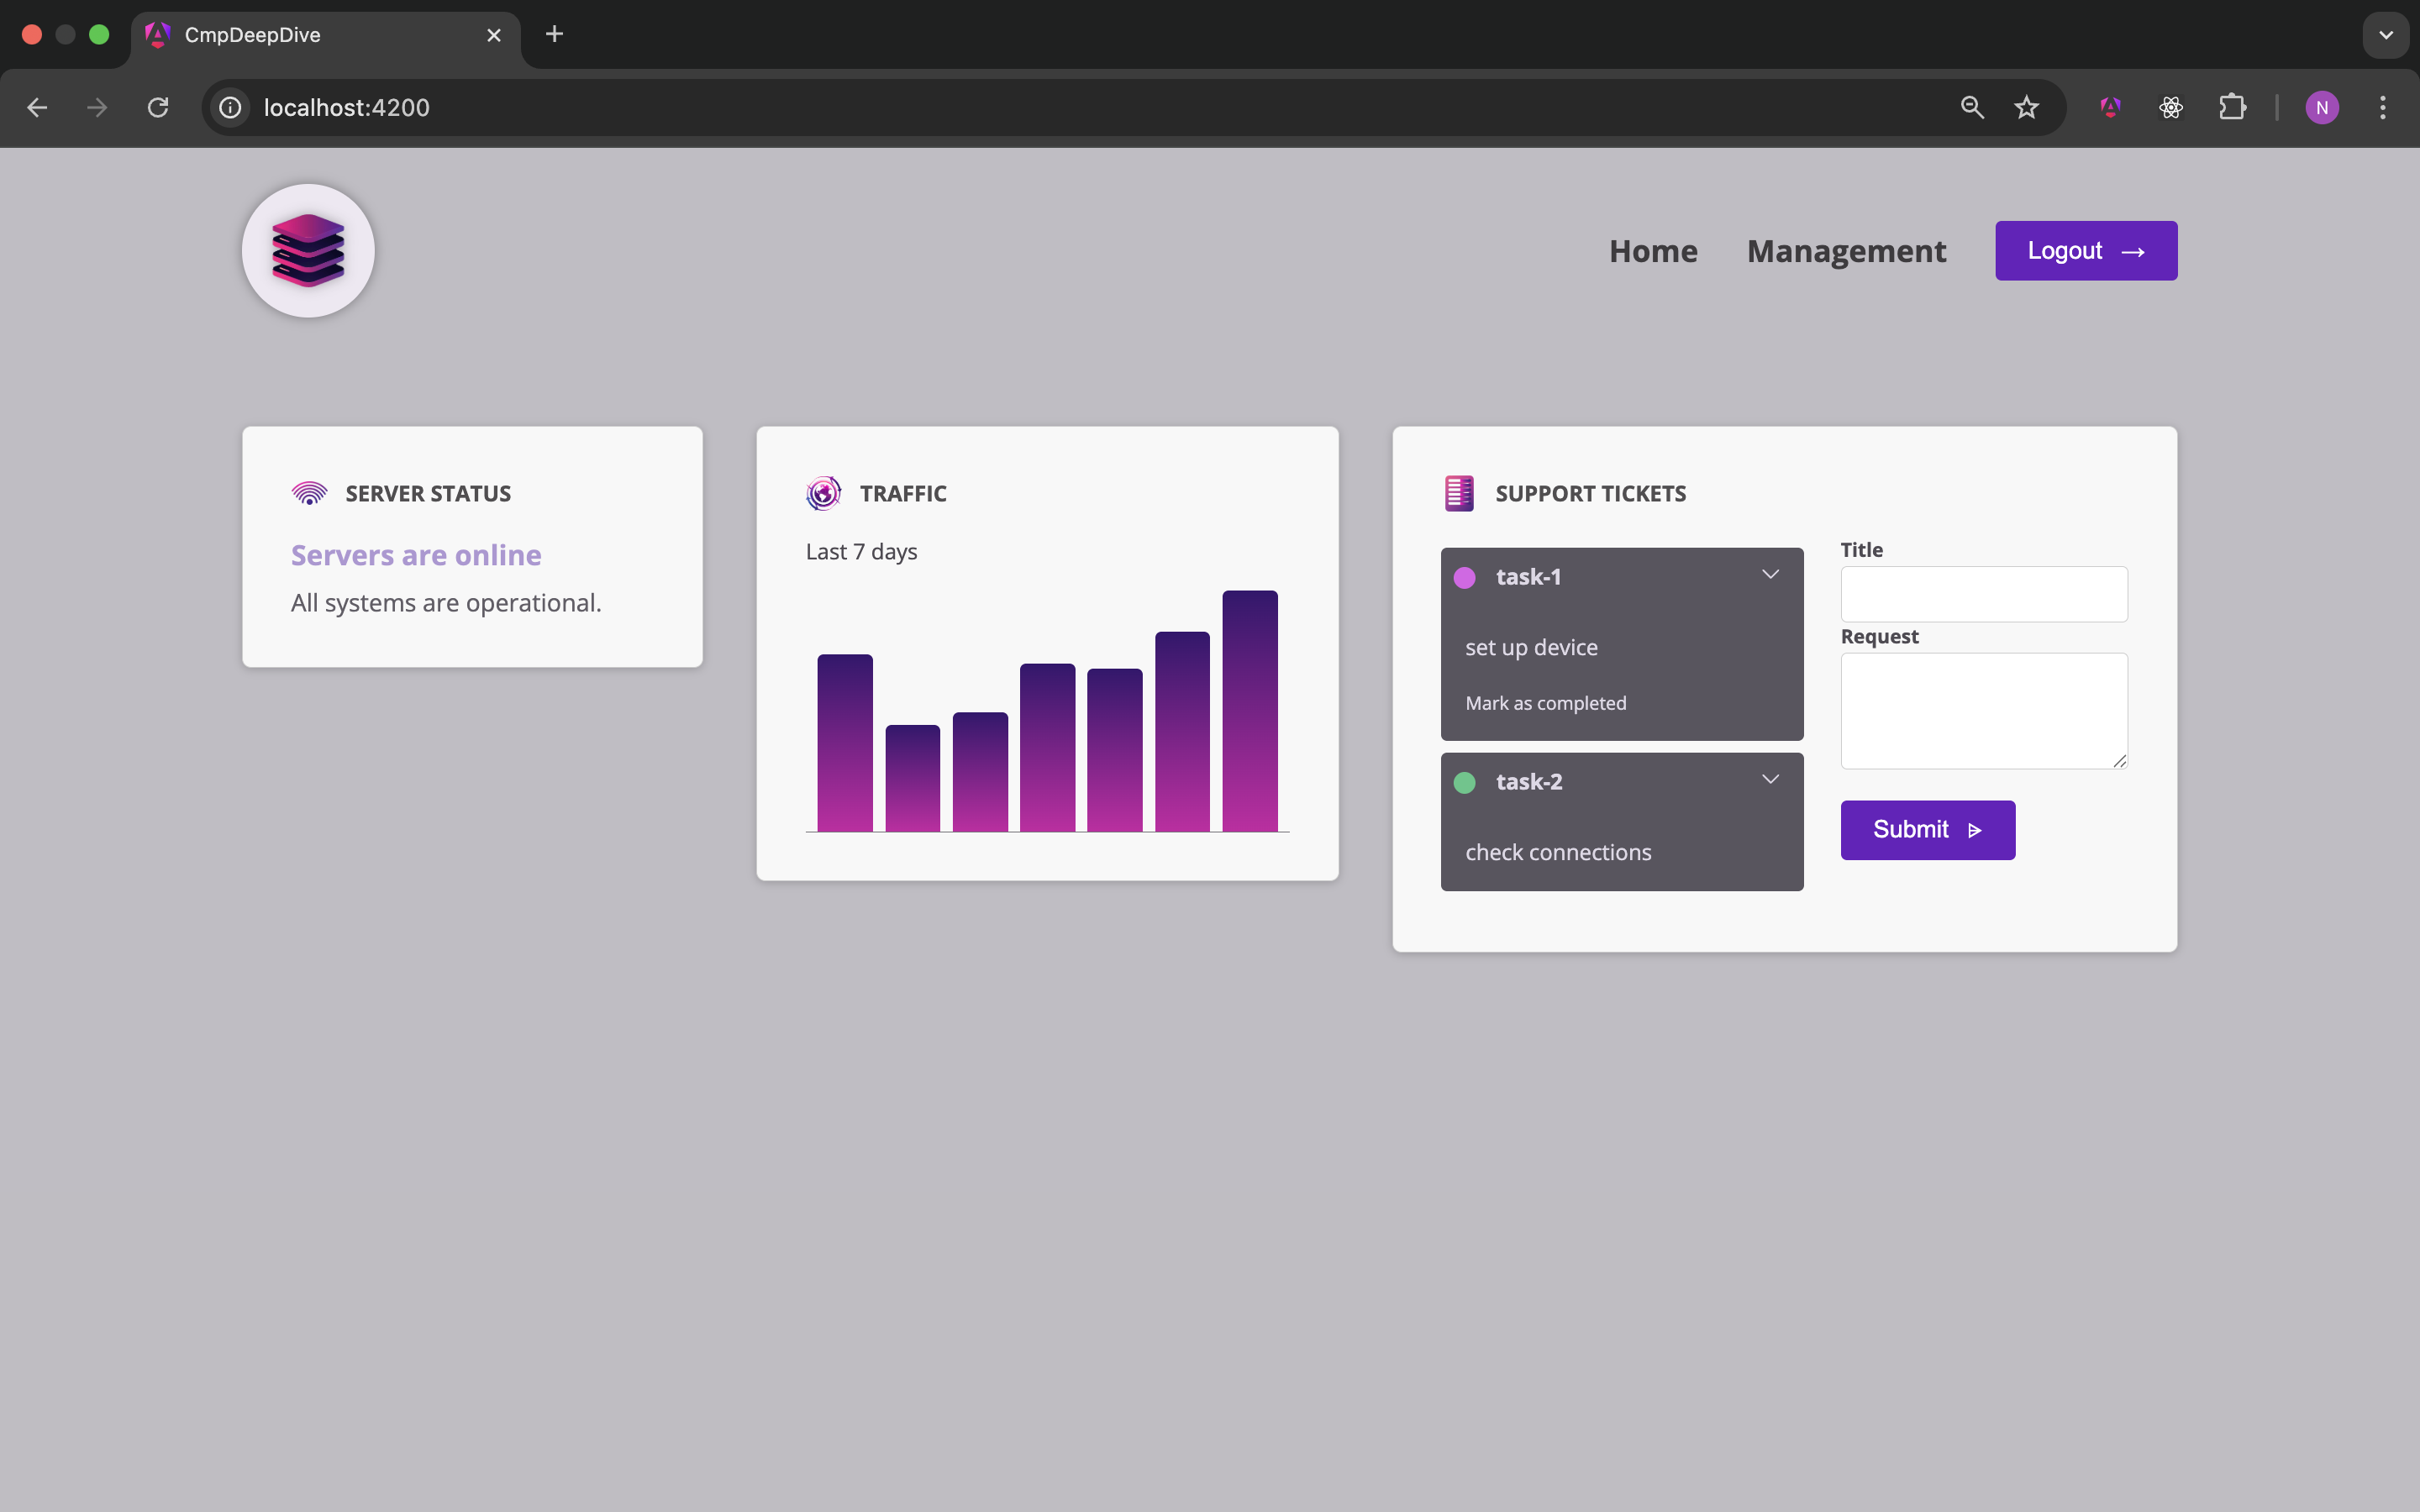 CmpDeepDive
localhost:4200
N
Home Management Logout
SERVER STATUS
Servers are online
All systems are operational.
TRAFFIC
Last 7 days
SUPPORT TICKETS
task-1
set up device
Mark as completed
task-2
check connections
Title
Request
Submit